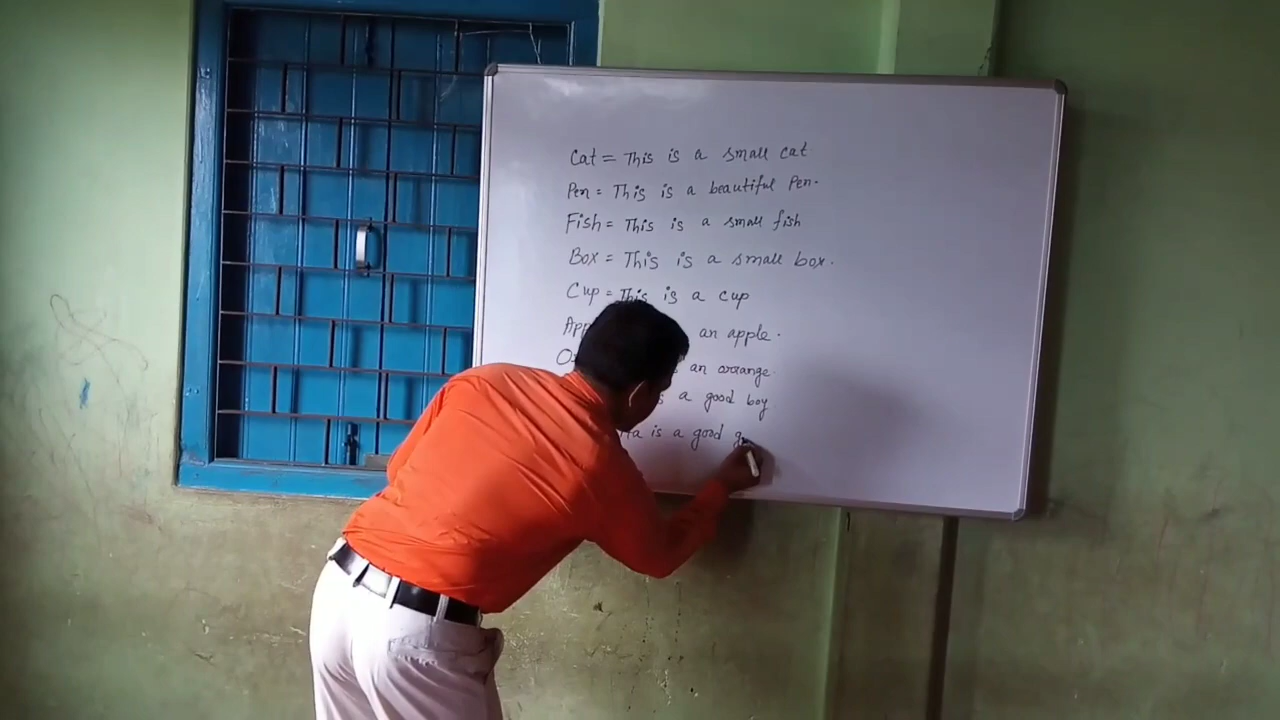 Cat = This is a small cat
Pen = This is a beautiful Pen.
Fish = This is a small fish
Box = This is a small box.
Cup = This is a cup
an apple.
an orange
a good boy
is a good